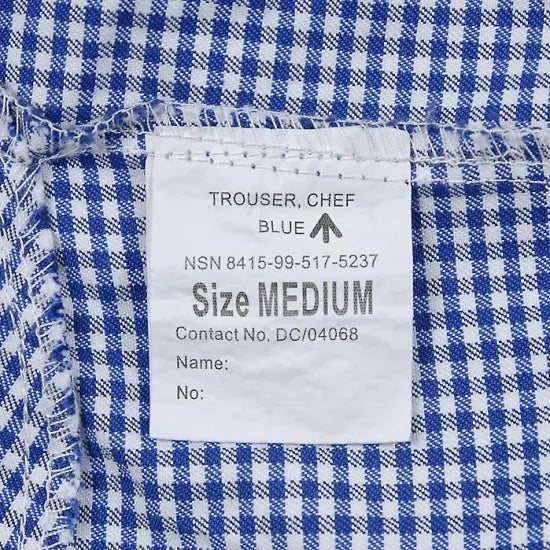 TROUSER, CHEF
BLUE
NSN 8415-99-517-5237
Size MEDIUM
Contact No. DC/04068
Name:
No: